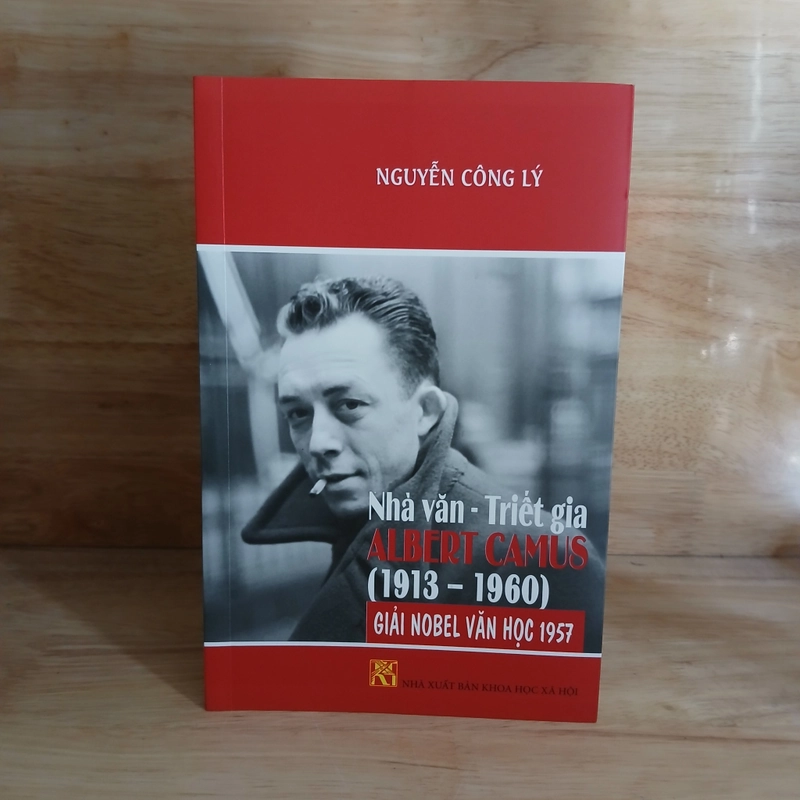 NGUYỄN CÔNG LÝ
Nhà văn - Triết gia
ALBERT CAMUS
(1913 – 1960)
GIẢI NOBEL VĂN HỌC 1957
NHÀ XUẤT BẢN KHOA HỌC XÃ HỘI